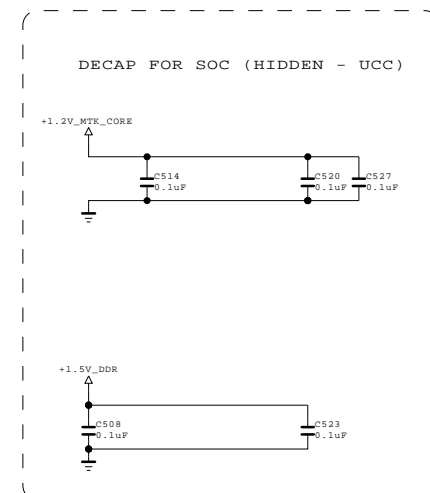 DECAP FOR SOC (HIDDEN - UCC)
+1.2V_MTK_CORE
C514
0.1uF
C520
0.1uF
C527
0.1uF
+1.5V_DDR
C508
0.1uF
C523
0.1uF